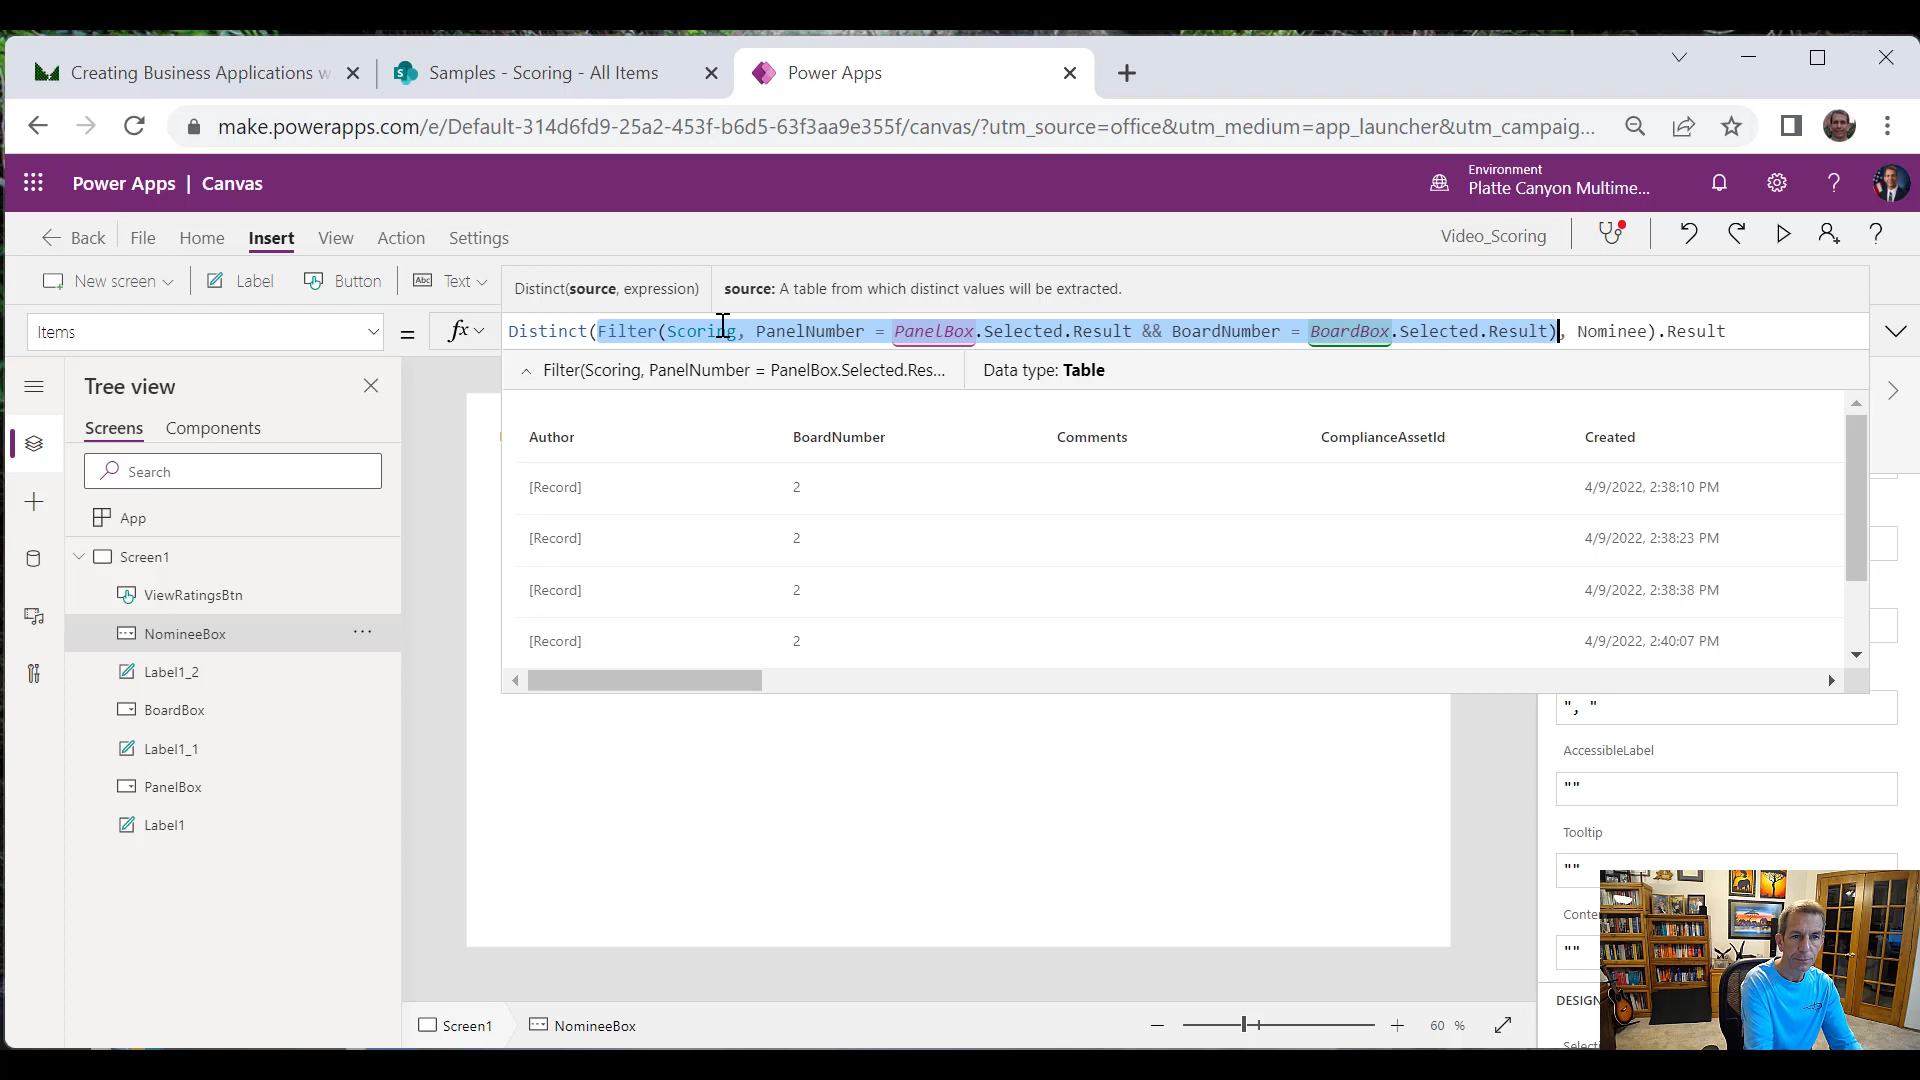 Creating Business Applications w
Samples - Scoring - All Items
Power Apps
make.powerapps.com/e/Default-314d6fd9-25a2-453f-b6d5-63f3aa9e355f/canvas/?utm_source=office&utm_medium=app_launcher&utm_campaig...
Power Apps | Canvas
Environment
Platte Canyon Multime...
Back
File
Home
Insert
View
Action
Settings
Video_Scoring
New screen
Label
Button
Abc Text
Distinct(source, expression)
source: A table from which distinct values will be extracted.
Items
= fx
Distinct(Filter(Scoring, PanelNumber = PanelBox.Selected.Result && BoardNumber = BoardBox.Selected.Result), Nominee).Result
Filter(Scoring, PanelNumber = PanelBox.Selected.Res...
Data type: Table
Tree view
Screens
Components
Search
App
Screen1
ViewRatingsBtn
NomineeBox
Label1_2
BoardBox
Label1_1
PanelBox
Label1
Author BoardNumber Comments ComplianceAssetId Created
[Record] 2 4/9/2022, 2:38:10 PM
[Record] 2 4/9/2022, 2:38:23 PM
[Record] 2 4/9/2022, 2:38:38 PM
[Record] 2 4/9/2022, 2:40:07 PM
", "
AccessibleLabel
""
Tooltip
""
Conte
""
DESIGN
Selecti
Screen1
NomineeBox
60 %